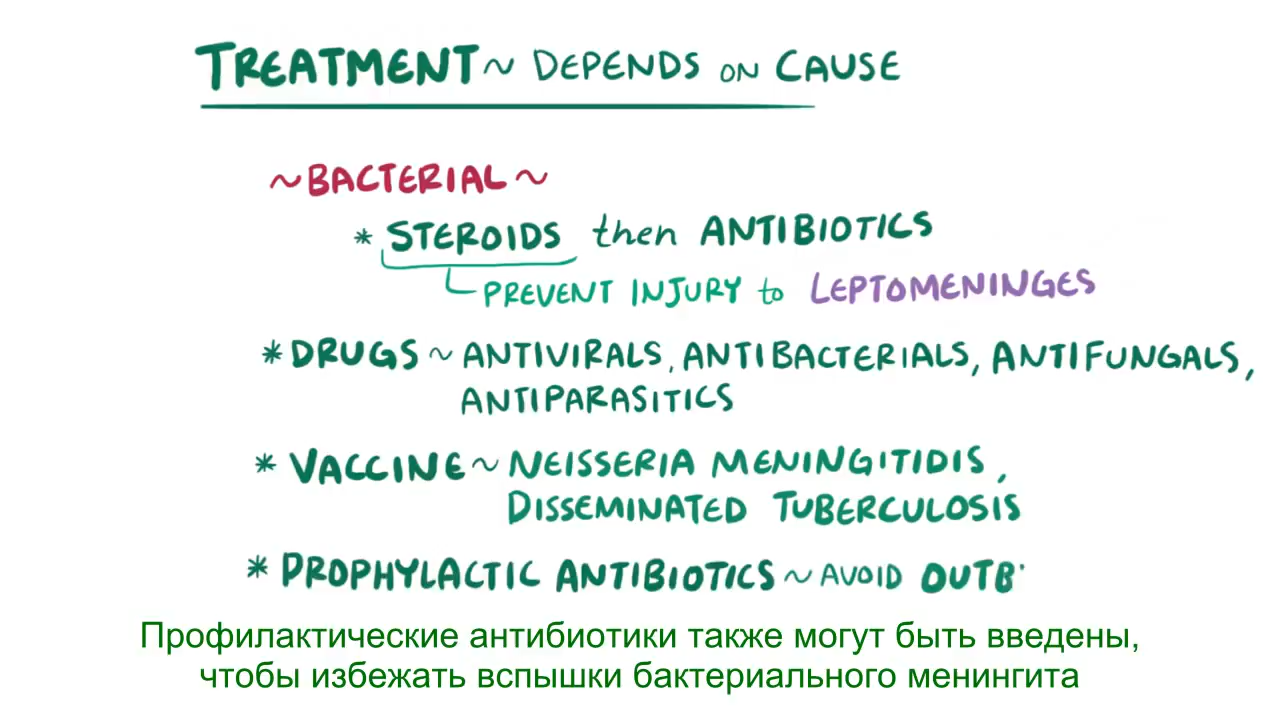 TREATMENT ~ DEPENDS ON CAUSE
~ BACTERIAL ~
* STEROIDS then ANTIBIOTICS
PREVENT INJURY to LEPTOMENINGES
* DRUGS ~ ANTIVIRALS, ANTIBACTERIALS, ANTIFUNGALS,
ANTIPARASITICS
* VACCINE ~ NEISSERIA MENINGITIDIS,
DISSEMINATED TUBERCULOSIS
* PROPHYLACTIC ANTIBIOTICS ~ AVOID OUTB
Профилактические антибиотики также могут быть введены,
чтобы избежать вспышки бактериального менингита